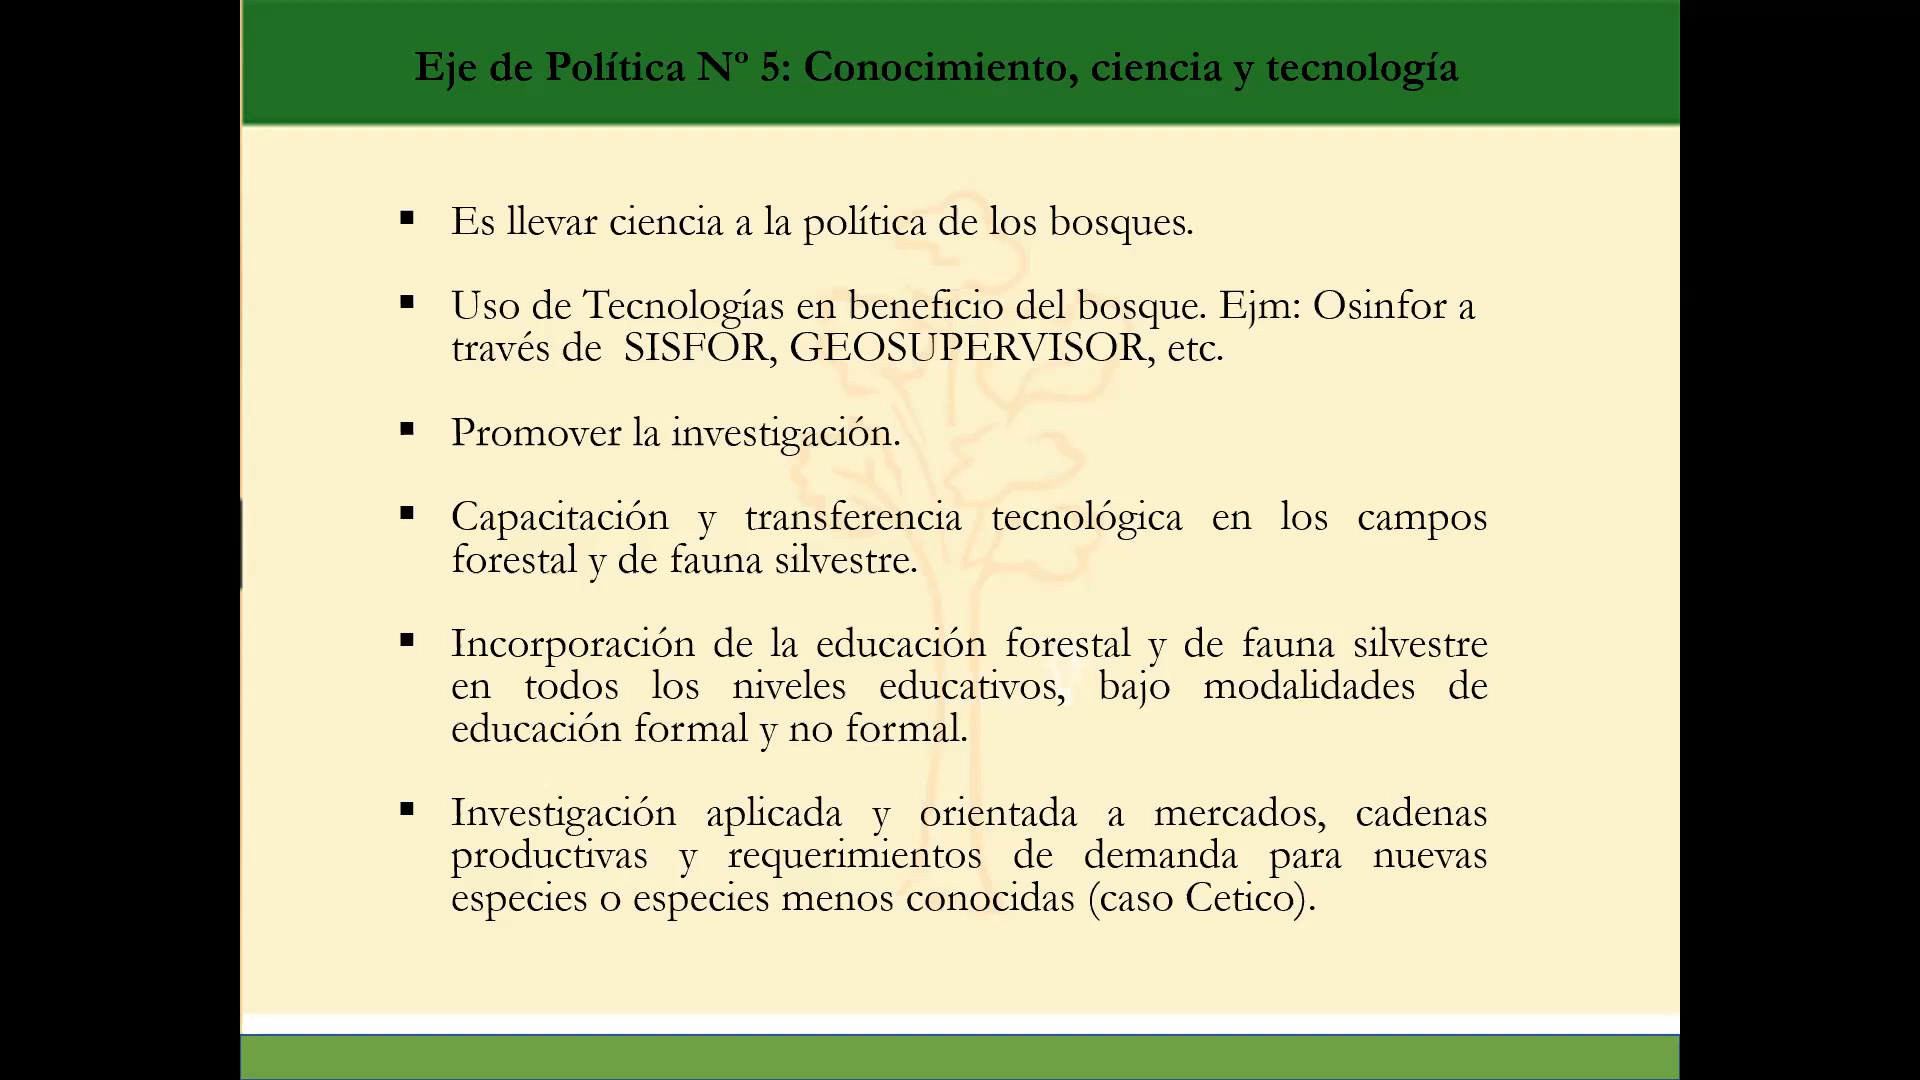 Eje de Política Nº 5: Conocimiento, ciencia y tecnología
▪ Es llevar ciencia a la política de los bosques.
▪ Uso de Tecnologías en beneficio del bosque. Ejm: Osinfor a
través de SISFOR, GEOSUPERVISOR, etc.
▪ Promover la investigación.
▪ Capacitación y transferencia tecnológica en los campos
forestal y de fauna silvestre.
▪ Incorporación de la educación forestal y de fauna silvestre
en todos los niveles educativos, bajo modalidades de
educación formal y no formal.
▪ Investigación aplicada y orientada a mercados, cadenas
productivas y requerimientos de demanda para nuevas
especies o especies menos conocidas (caso Cetico).